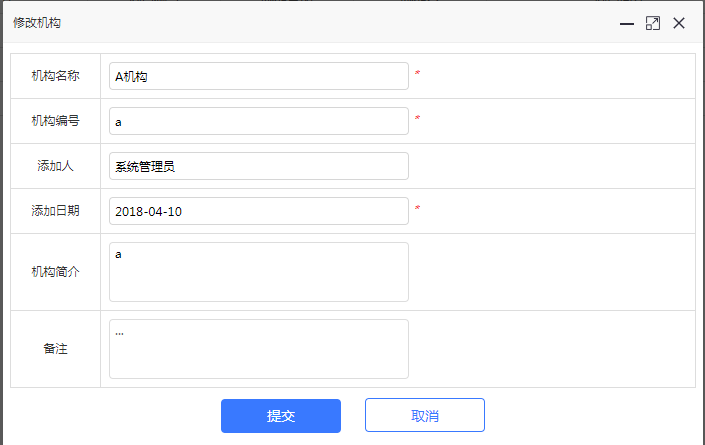 修改机构
机构名称 A机构 *
机构编号 a *
添加人 系统管理员
添加日期 2018-04-10 *
机构简介 a
备注 ...
提交 取消